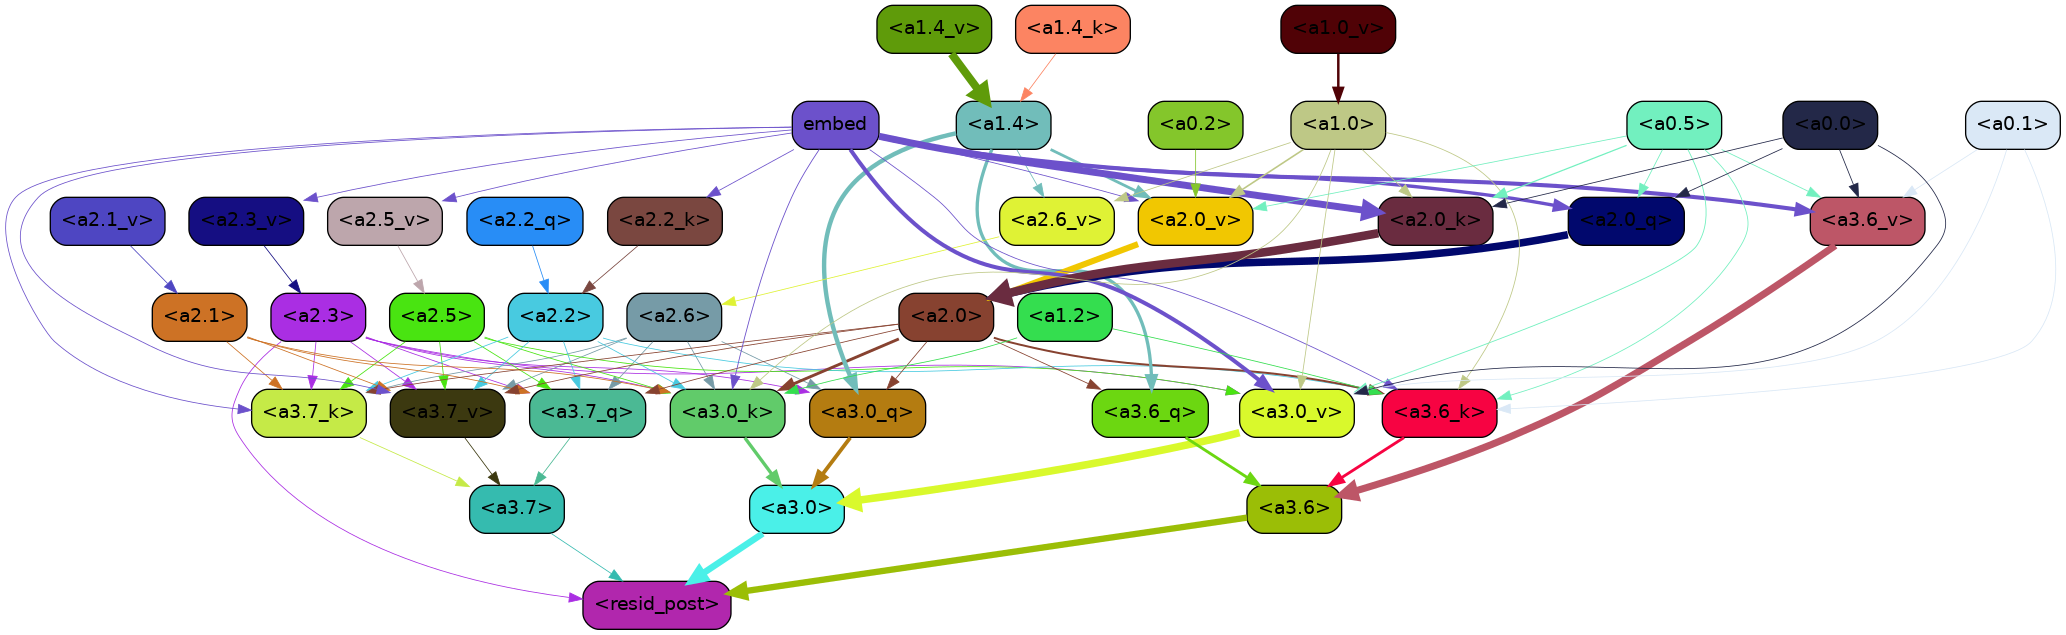 <a1.4_v> <a1.4_k> <a1.0_v>
embed <a1.4> <a0.2> <a1.0> <a0.5> <a0.0> <a0.1>
<a2.1_v> <a2.3_v> <a2.5_v> <a2.2_q> <a2.2_k> <a2.6_v> <a2.0_v> <a2.0_k> <a2.0_q> <a3.6_v>
<a2.1> <a2.3> <a2.5> <a2.2> <a2.6> <a2.0> <a1.2>
<a3.7_k> <a3.7_v> <a3.7_q> <a3.0_k> <a3.0_q> <a3.6_q> <a3.0_v> <a3.6_k>
<a3.7> <a3.0> <a3.6>
<resid_post>